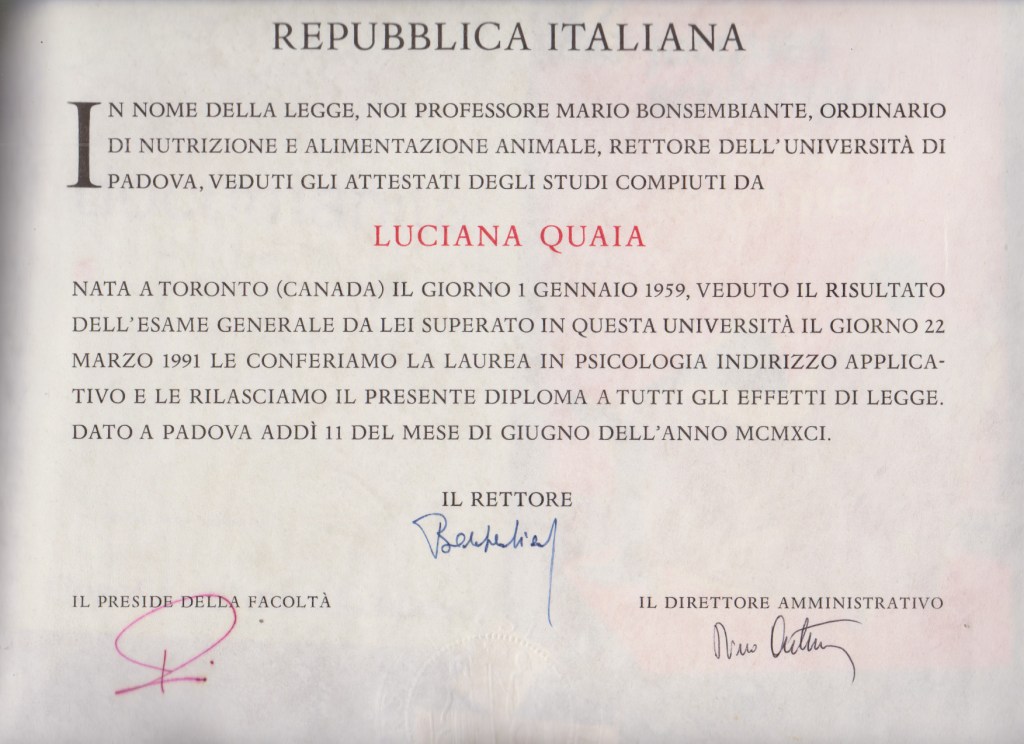 REPUBBLICA ITALIANA
IN NOME DELLA LEGGE, NOI PROFESSORE MARIO BONSEMBIANTE, ORDINARIO
DI NUTRIZIONE E ALIMENTAZIONE ANIMALE, RETTORE DELL'UNIVERSITÀ DI
PADOVA, VEDUTI GLI ATTESTATI DEGLI STUDI COMPIUTI DA
LUCIANA QUAIA
NATA A TORONTO (CANADA) IL GIORNO 1 GENNAIO 1959, VEDUTO IL RISULTATO
DELL'ESAME GENERALE DA LEI SUPERATO IN QUESTA UNIVERSITÀ IL GIORNO 22
MARZO 1991 LE CONFERIAMO LA LAUREA IN PSICOLOGIA INDIRIZZO APPLICA-
TIVO E LE RILASCIAMO IL PRESENTE DIPLOMA A TUTTI GLI EFFETTI DI LEGGE.
DATO A PADOVA ADDÌ 11 DEL MESE DI GIUGNO DELL'ANNO MCMXCI.
IL RETTORE
IL PRESIDE DELLA FACOLTÀ
IL DIRETTORE AMMINISTRATIVO